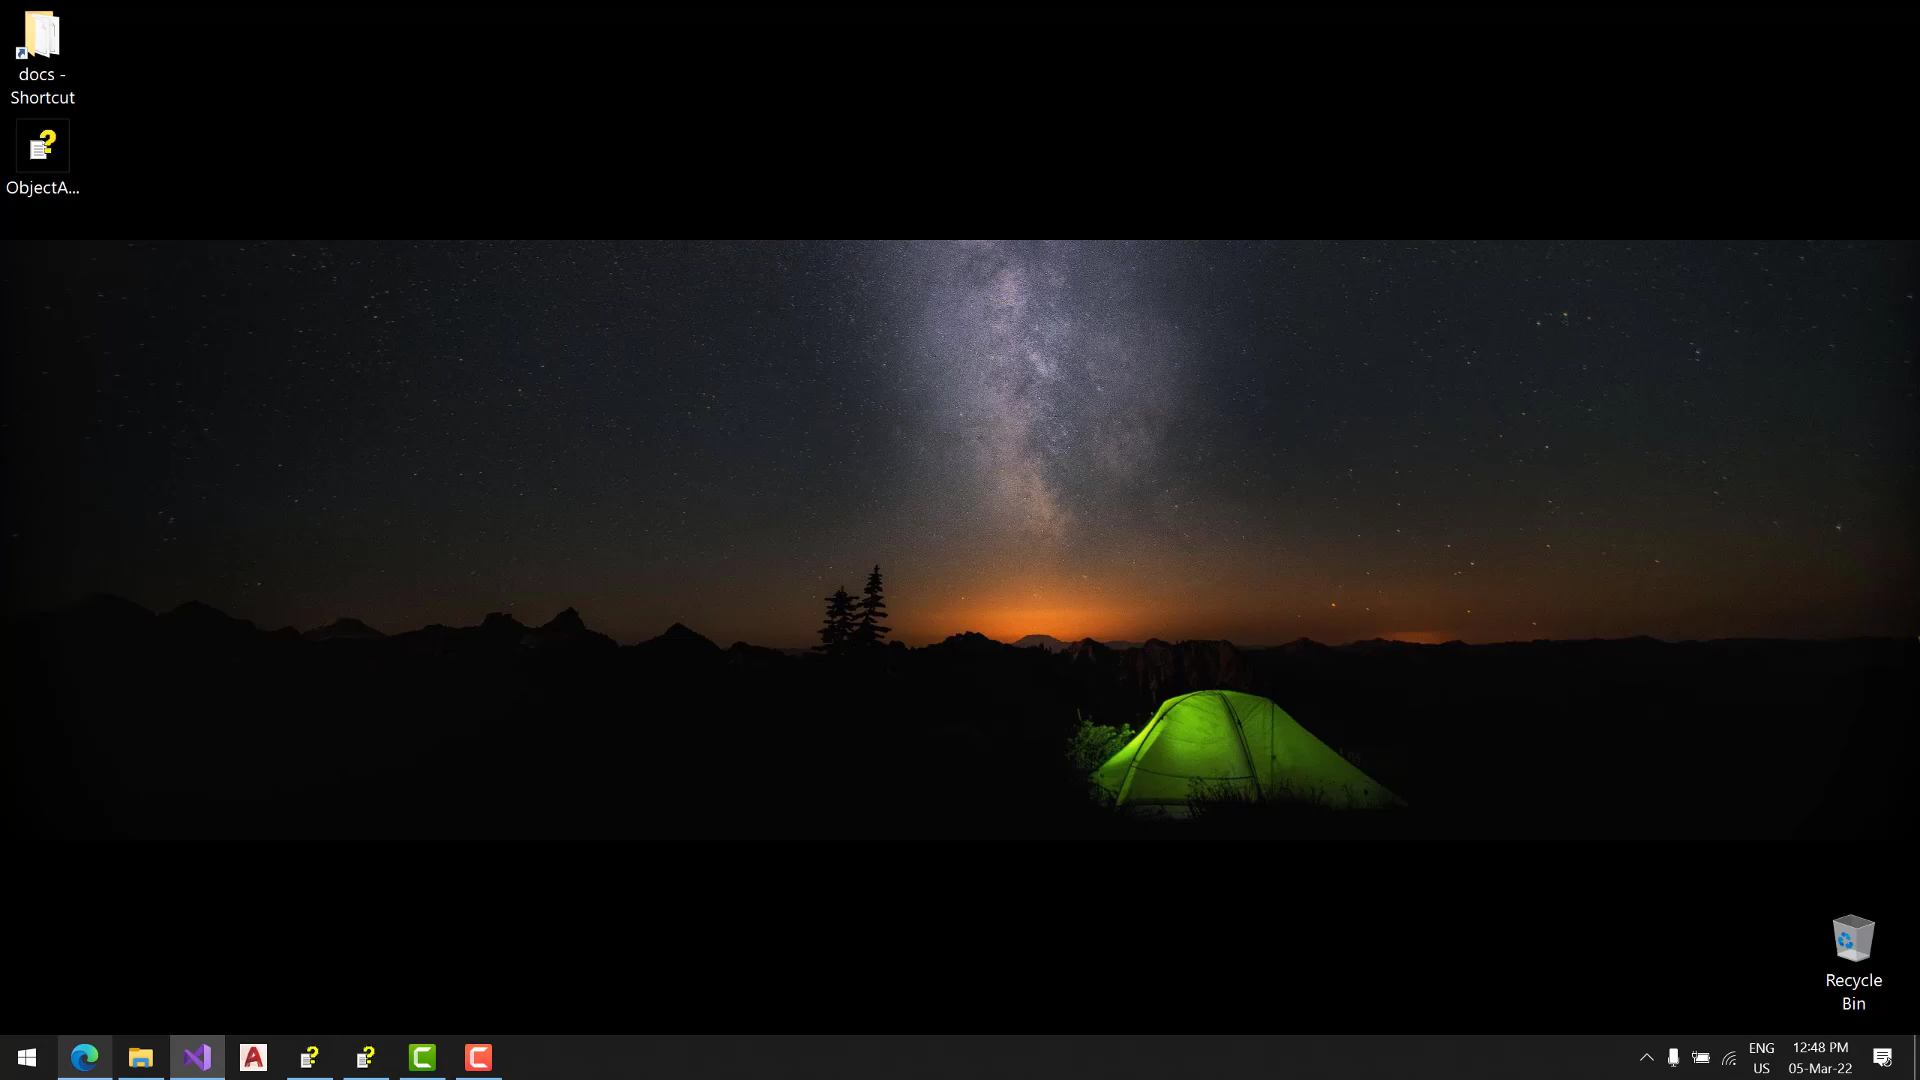 docs -
Shortcut
ObjectA...
Recycle
Bin
ENG
US
12:48 PM
05-Mar-22